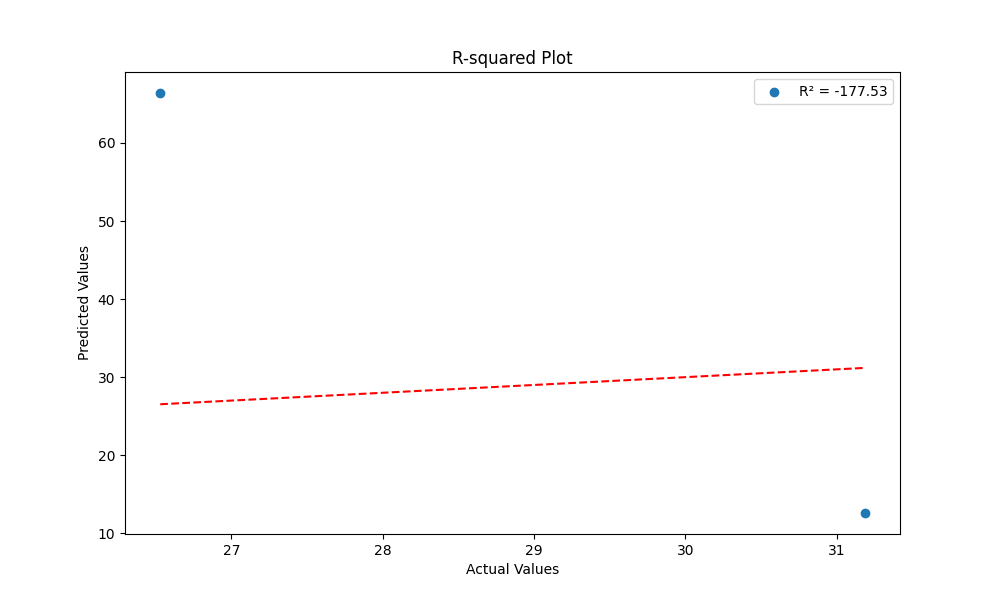 R-squared Plot
R² = -177.53
Predicted Values
60
50
40
30
20
10
27 28 29 30 31
Actual Values